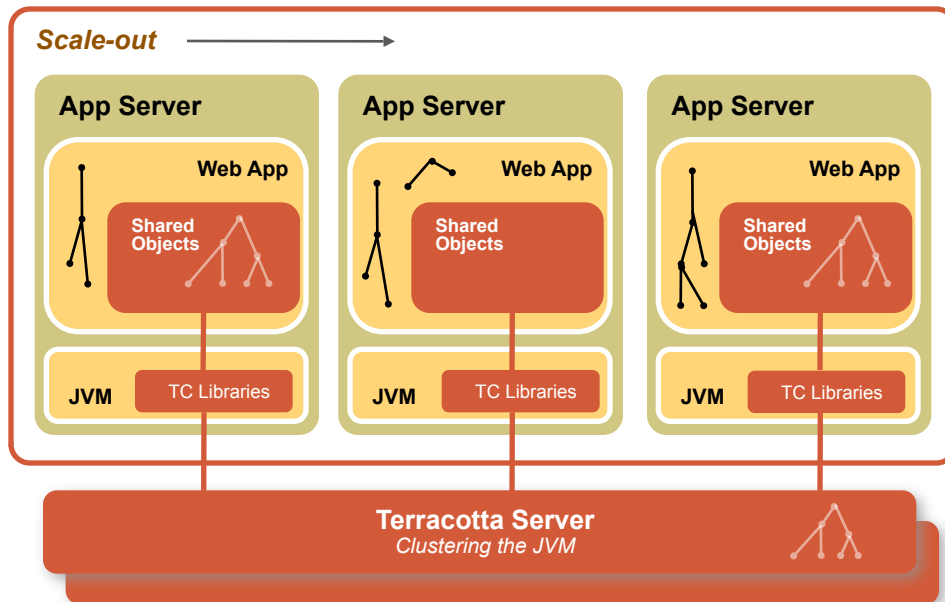 Scale-out
App Server
Web App
Shared
Objects
JVM
TC Libraries
App Server
Web App
Shared
Objects
JVM
TC Libraries
App Server
Web App
Shared
Objects
JVM
TC Libraries
Terracotta Server
Clustering the JVM